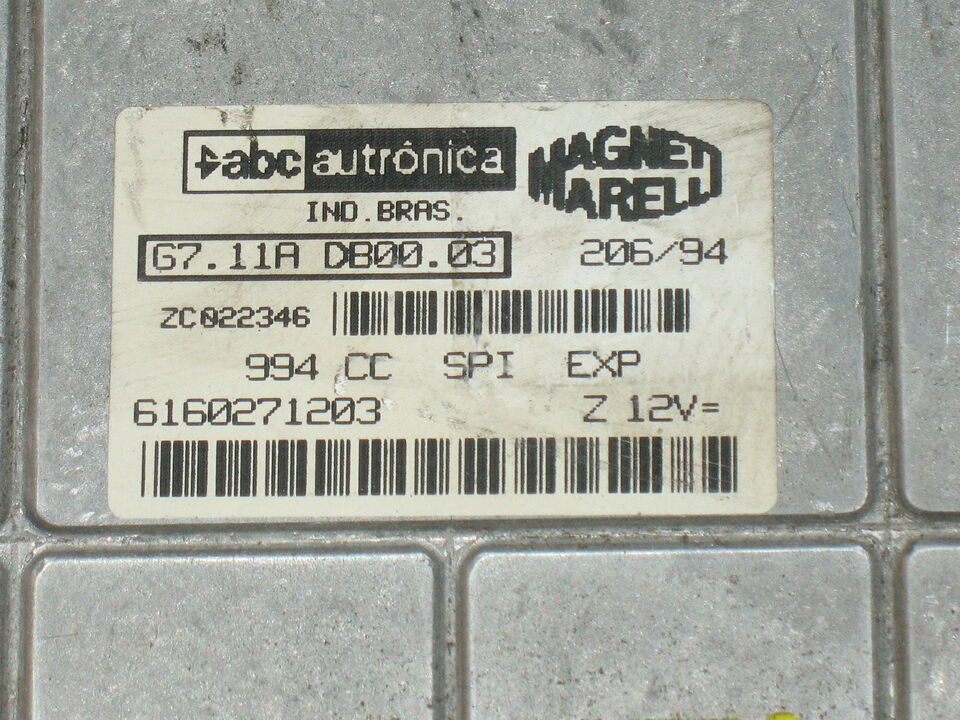 abc autrônica MAGNETI MARELLI
IND.BRAS.
G7.11A DB00.03 206/94
ZC022346
994 CC SPI EXP
6160271203 Z 12V=